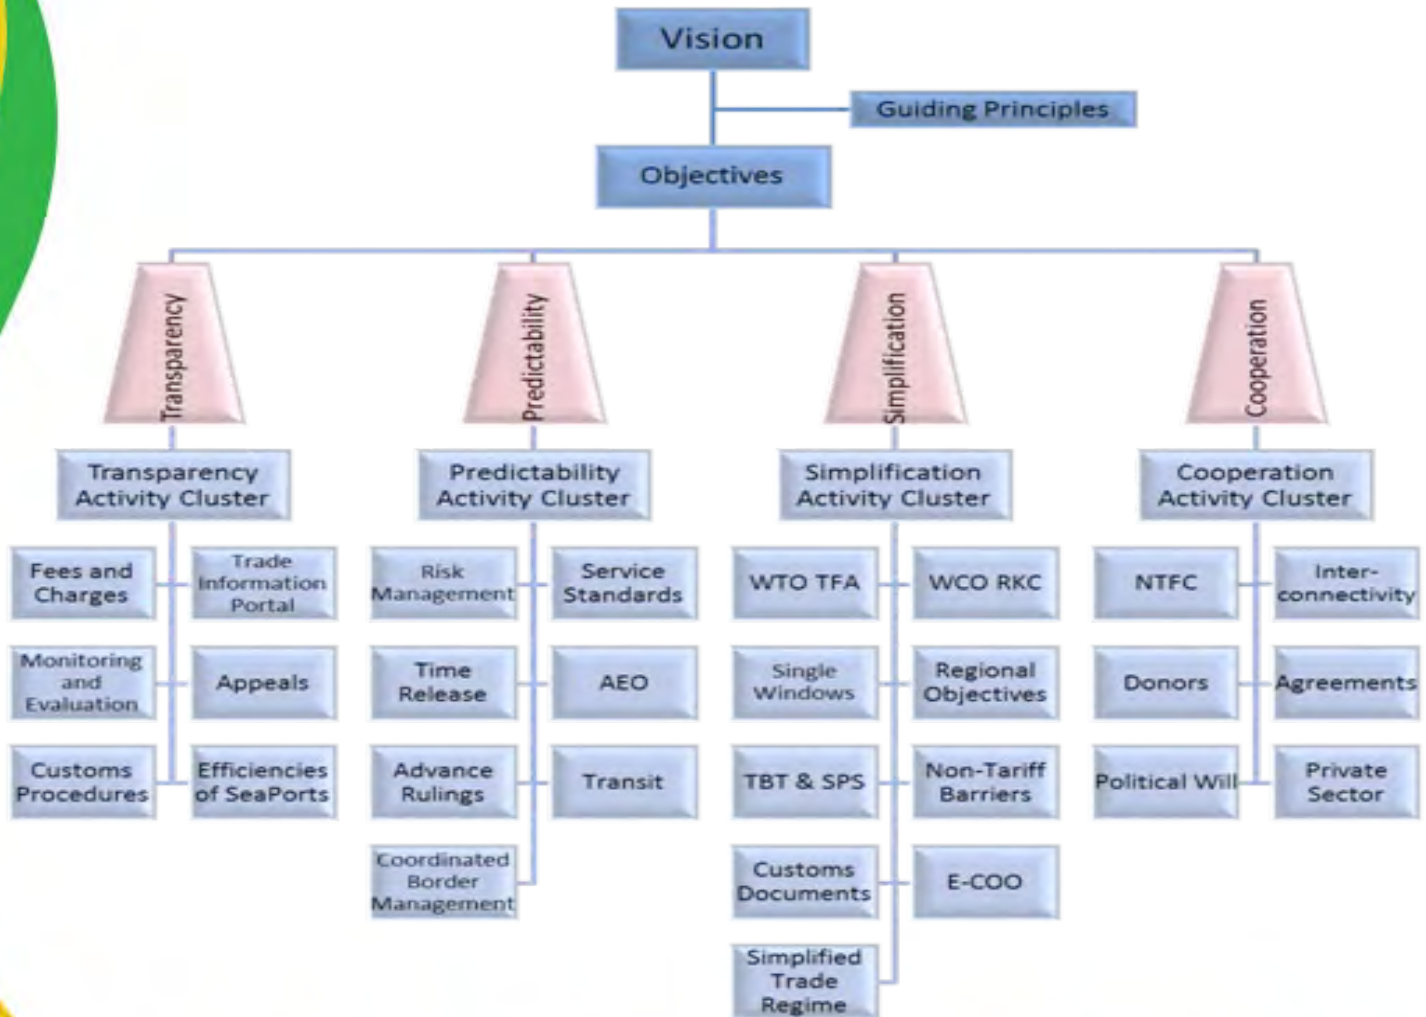 Vision
Guiding Principles
Objectives
Transparency
Predictability
Simplification
Cooperation
Transparency
Activity Cluster
Predictability
Activity Cluster
Simplification
Activity Cluster
Cooperation
Activity Cluster
Fees and
Charges
Trade
Information
Portal
Risk
Management
Service
Standards
WTO TFA
WCO RKC
NTFC
Inter-
connectivity
Monitoring
and
Evaluation
Appeals
Time
Release
AEO
Single
Windows
Regional
Objectives
Donors
Agreements
Customs
Procedures
Efficiencies
of SeaPorts
Advance
Rulings
Transit
TBT & SPS
Non-Tariff
Barriers
Political Will
Private
Sector
Coordinated
Border
Management
Customs
Documents
E-COO
Simplified
Trade
Regime